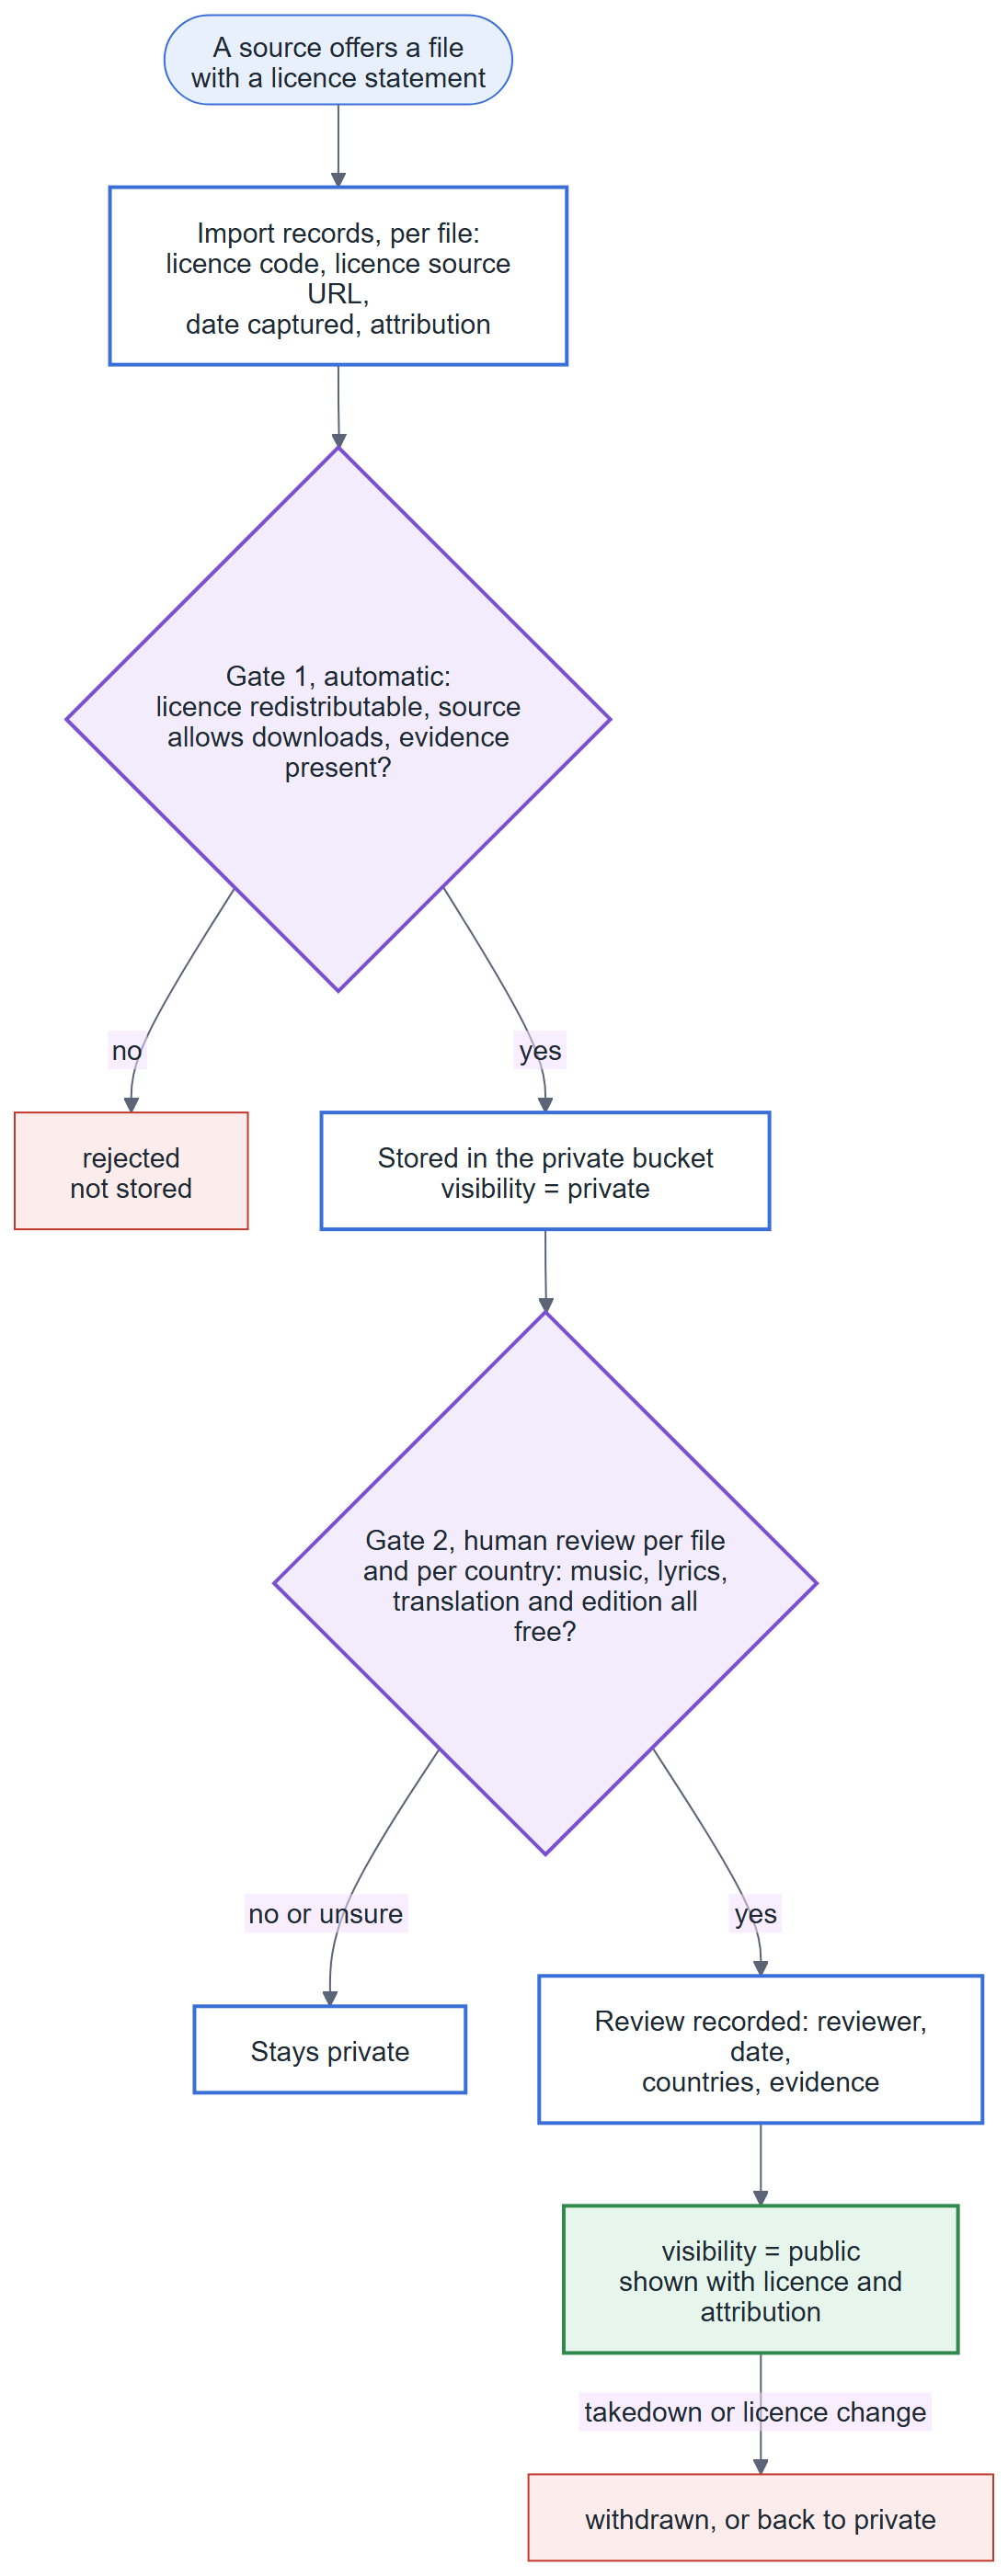 A source offers a file
with a licence statement
Import records, per file:
licence code, licence source
URL,
date captured, attribution
Gate 1, automatic:
licence redistributable, source
allows downloads, evidence
present?
no
yes
rejected
not stored
Stored in the private bucket
visibility = private
Gate 2, human review per file
and per country: music, lyrics,
translation and edition all
free?
no or unsure
yes
Stays private
Review recorded: reviewer,
date,
countries, evidence
visibility = public
shown with licence and
attribution
takedown or licence change
withdrawn, or back to private